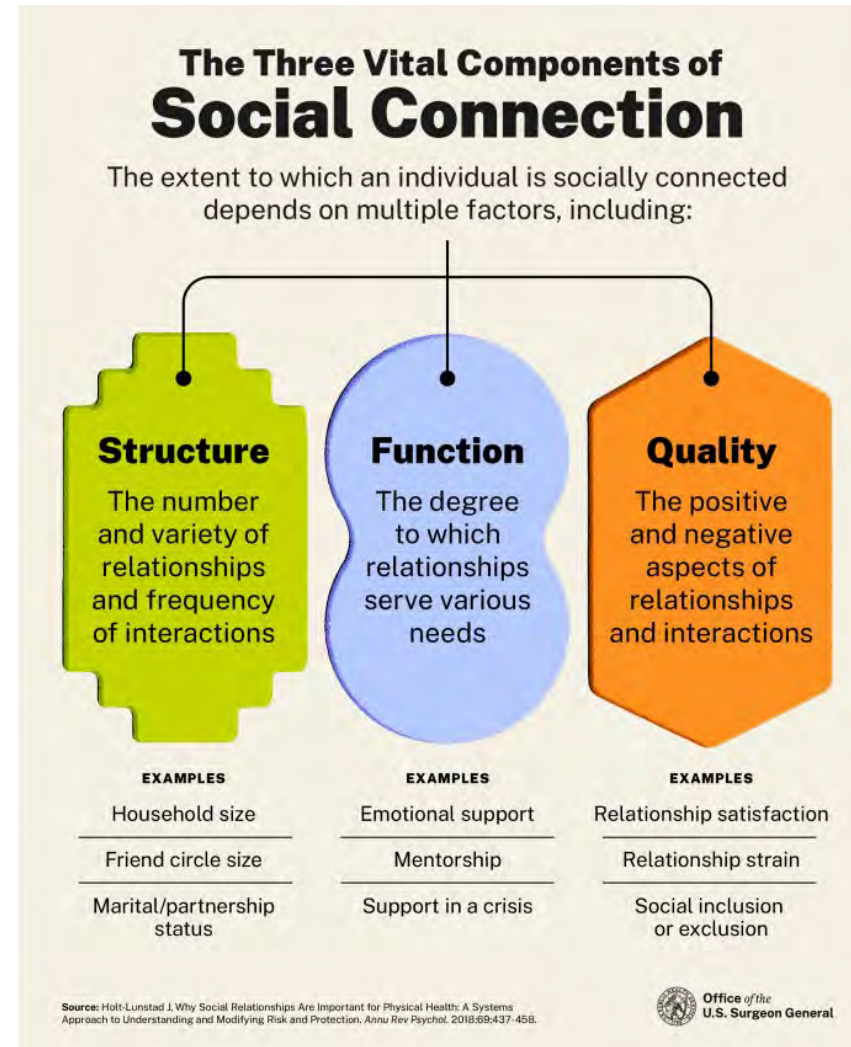 The Three Vital Components of
Social Connection
The extent to which an individual is socially connected
depends on multiple factors, including:
Structure
The number
and variety of
relationships
and frequency
of interactions
Function
The degree
to which
relationships
serve various
needs
Quality
The positive
and negative
aspects of
relationships
and interactions
EXAMPLES
Household size
Friend circle size
Marital/partnership
status
EXAMPLES
Emotional support
Mentorship
Support in a crisis
EXAMPLES
Relationship satisfaction
Relationship strain
Social inclusion
or exclusion
Source: Holt-Lunstad J. Why Social Relationships Are Important for Physical Health: A Systems
Approach to Understanding and Modifying Risk and Protection. Annu Rev Psychol. 2018;69:437-458.
Office of the
U.S. Surgeon General